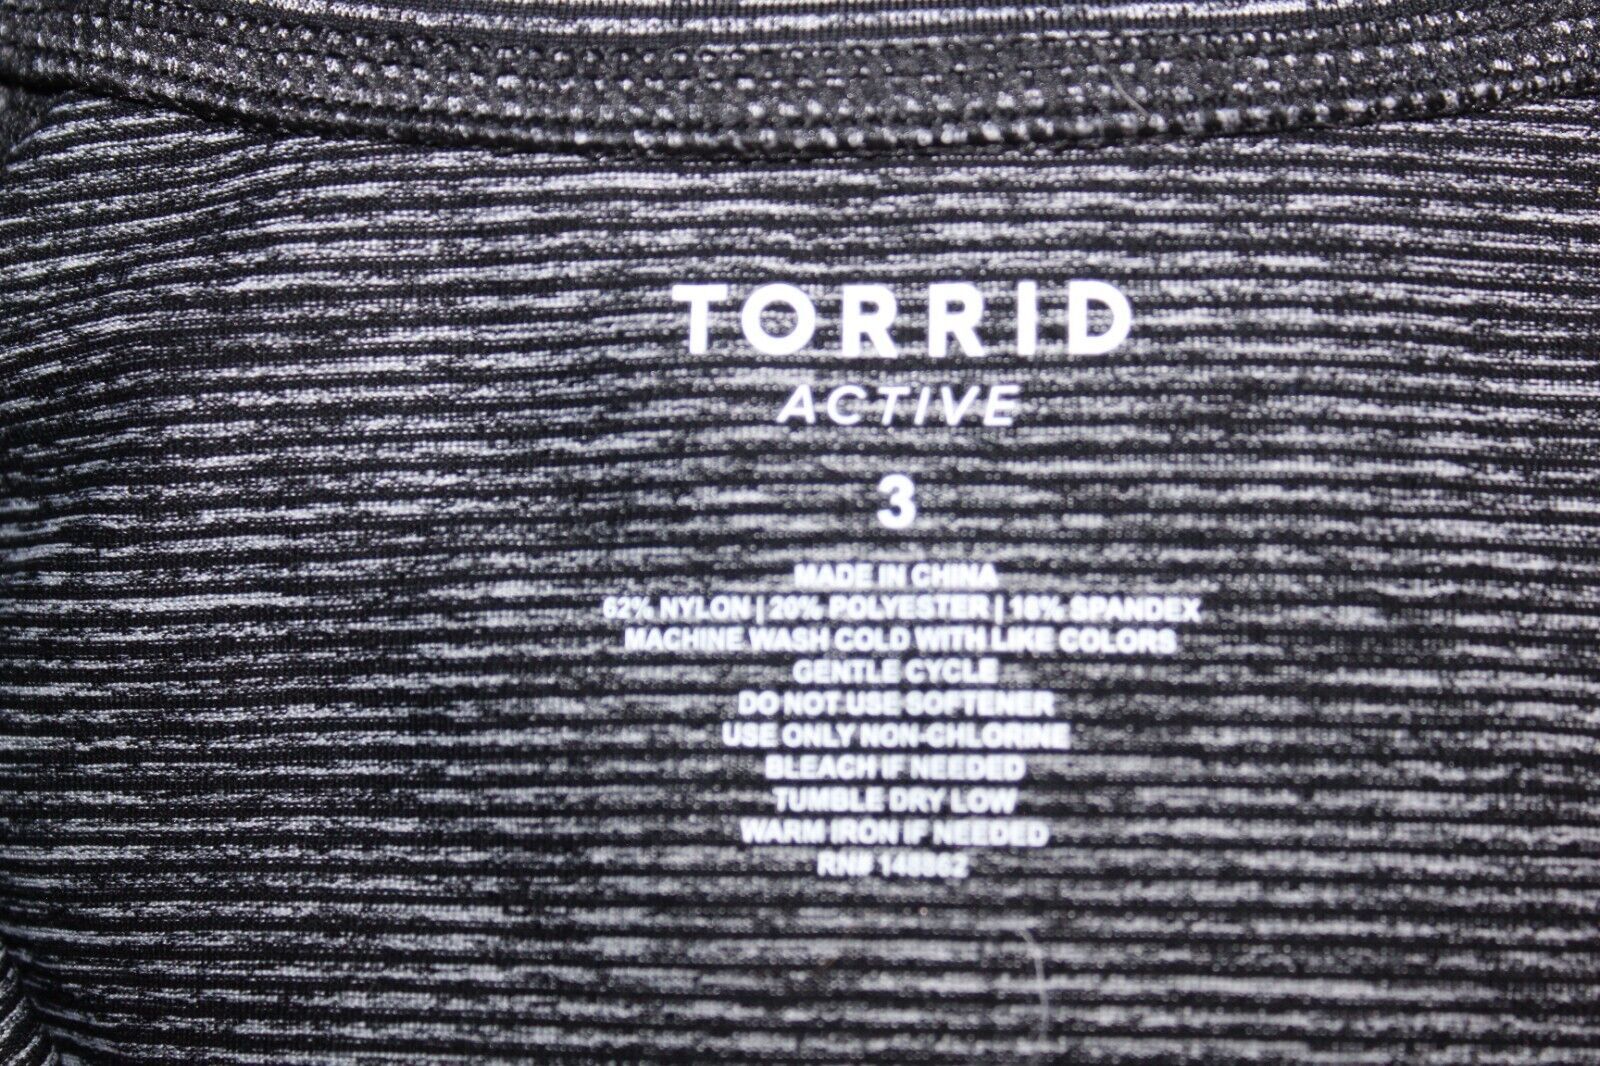 TORRID
ACTIVE
3
MADE IN CHINA
62% NYLON | 20% POLYESTER | 18% SPANDEX
MACHINE WASH COLD WITH LIKE COLORS
GENTLE CYCLE
DO NOT USE SOFTENER
USE ONLY NON-CHLORINE
BLEACH IF NEEDED
TUMBLE DRY LOW
WARM IRON IF NEEDED
RN# 148862